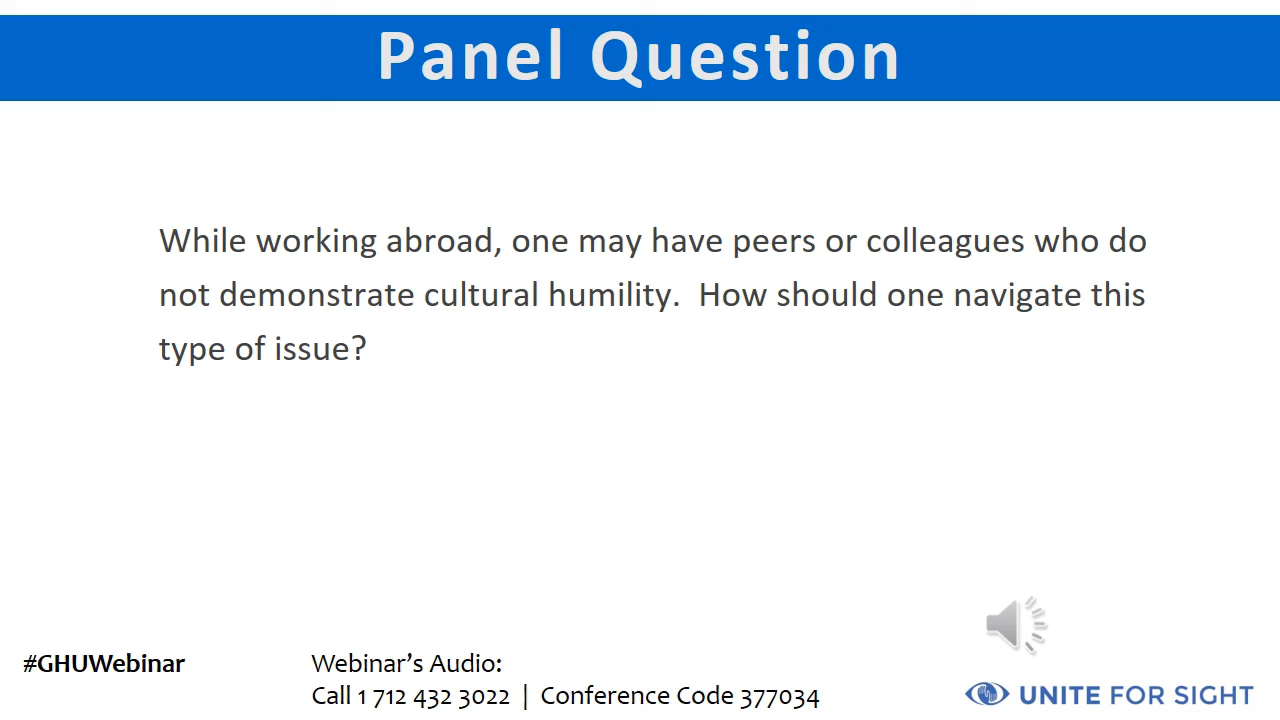 Panel Question
While working abroad, one may have peers or colleagues who do
not demonstrate cultural humility.  How should one navigate this
type of issue?
#GHUWebinar
Webinar’s Audio:
Call 1 712 432 3022 | Conference Code 377034
UNITE FOR SIGHT